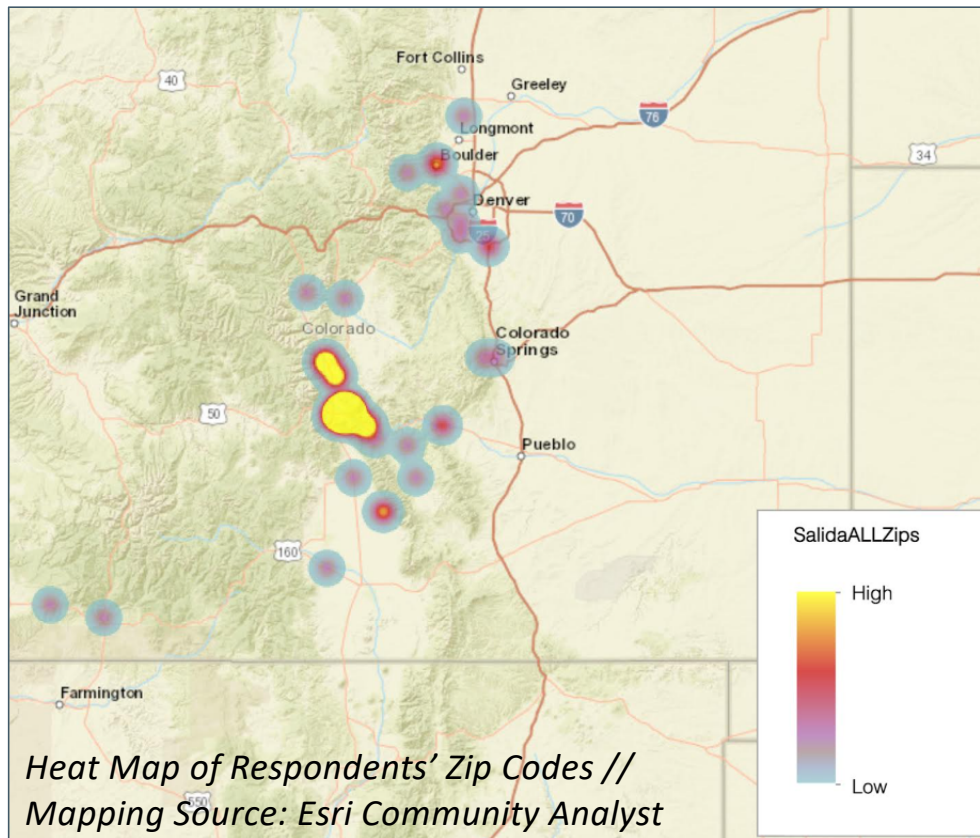 Fort Collins
40
Greeley
76
Longmont
Boulder
34
Denver
70
25
Grand
Junction
Colorado
Colorado
Springs
50
Pueblo
SalidaALLZips
160
High
Low
Farmington
Heat Map of Respondents’ Zip Codes //
550
Mapping Source: Esri Community Analyst